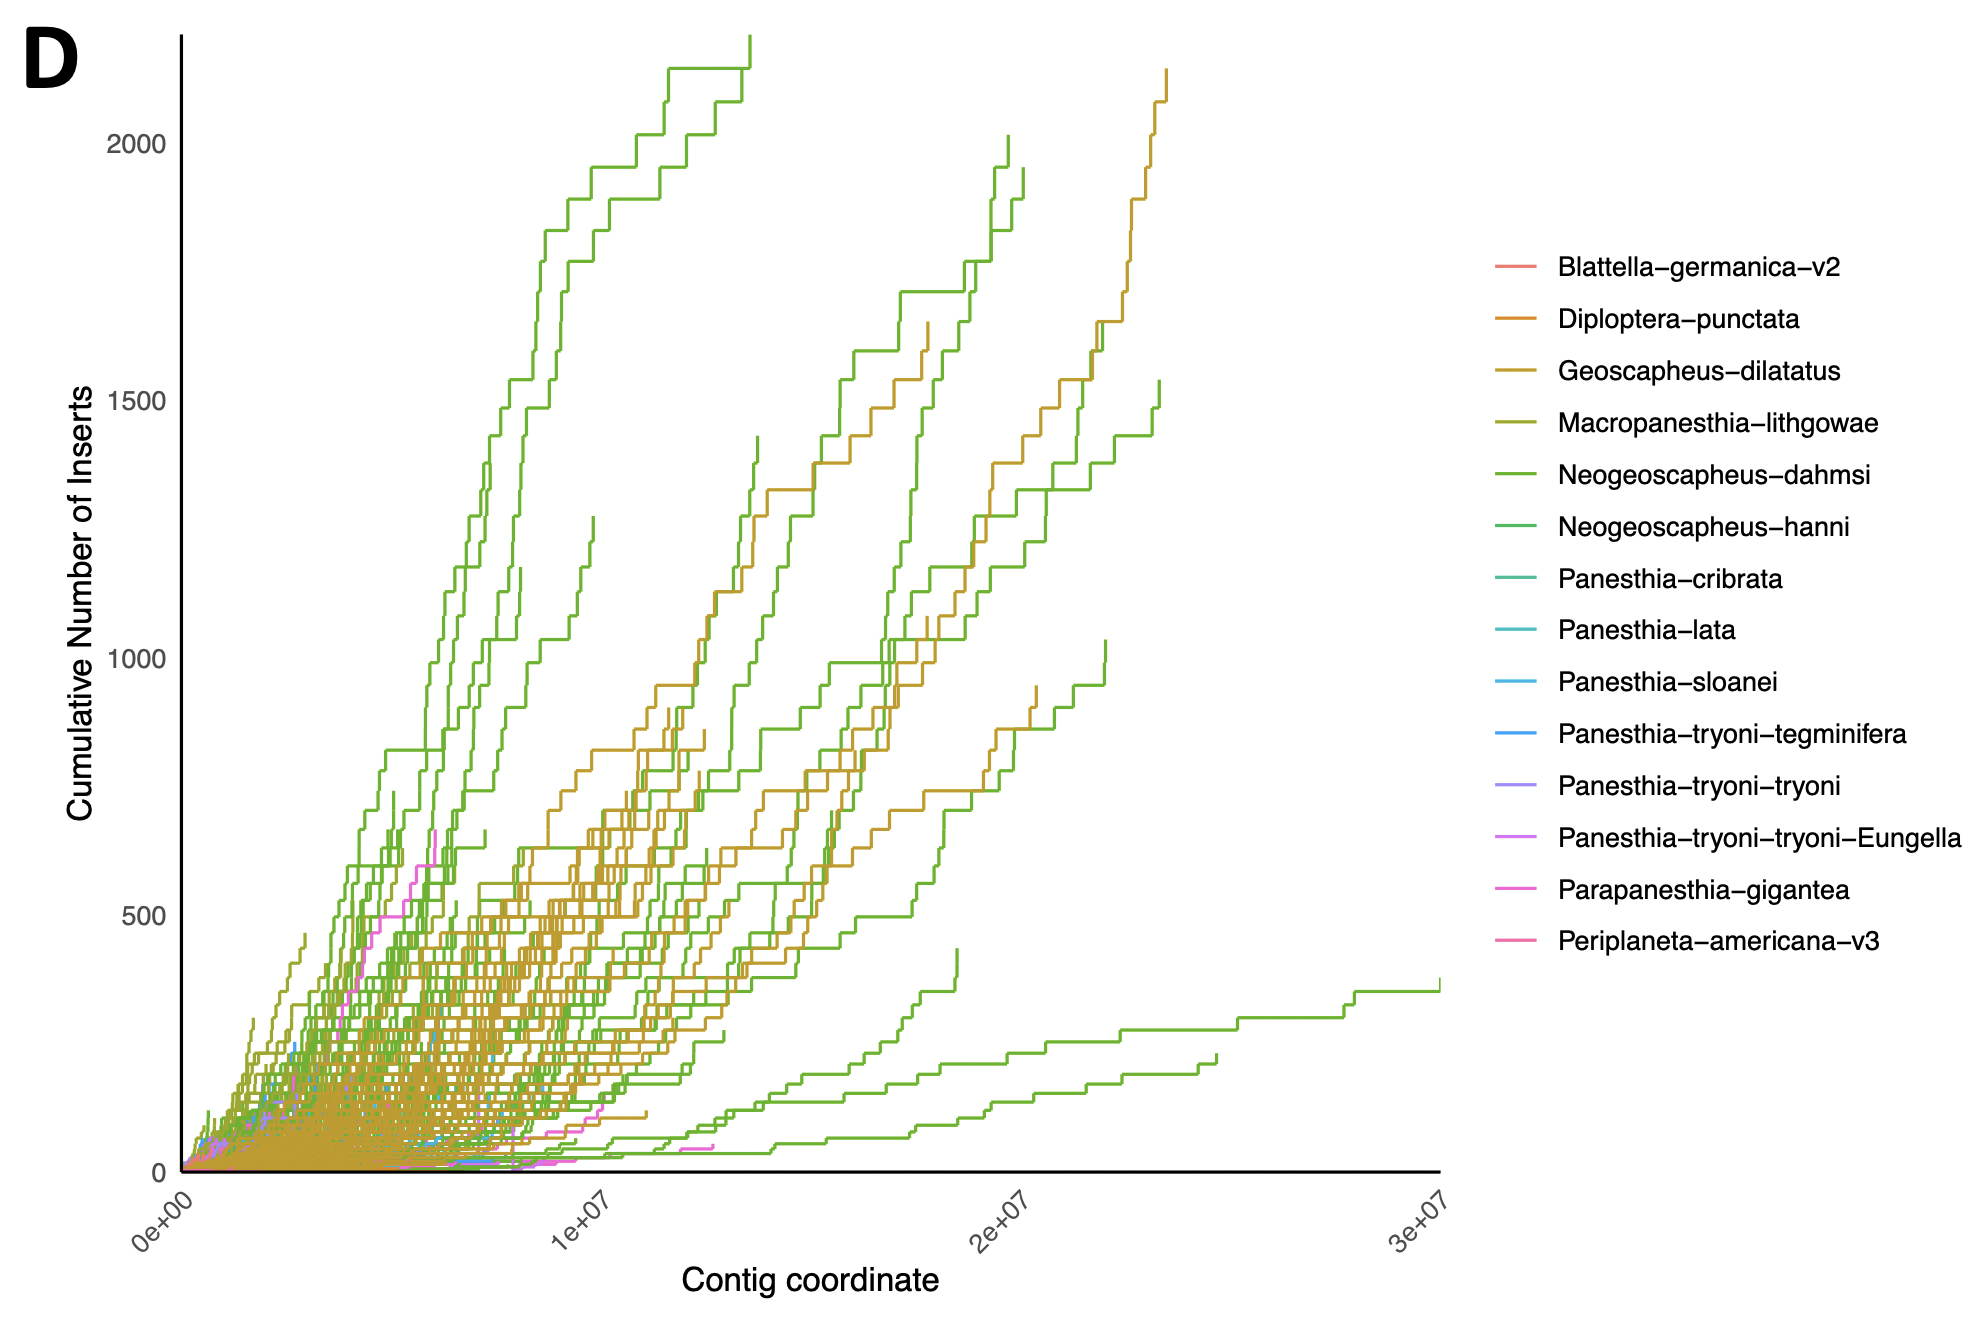 D
Cumulative Number of Inserts
2000
1500
1000
500
0
0e+00
1e+07
2e+07
3e+07
Contig coordinate
Blattella−germanica−v2
Diploptera−punctata
Geoscapheus−dilatatus
Macropanesthia−lithgowae
Neogeoscapheus−dahmsi
Neogeoscapheus−hanni
Panesthia−cribrata
Panesthia−lata
Panesthia−sloanei
Panesthia−tryoni−tegminifera
Panesthia−tryoni−tryoni
Panesthia−tryoni−tryoni−Eungella
Parapanesthia−gigantea
Periplaneta−americana−v3